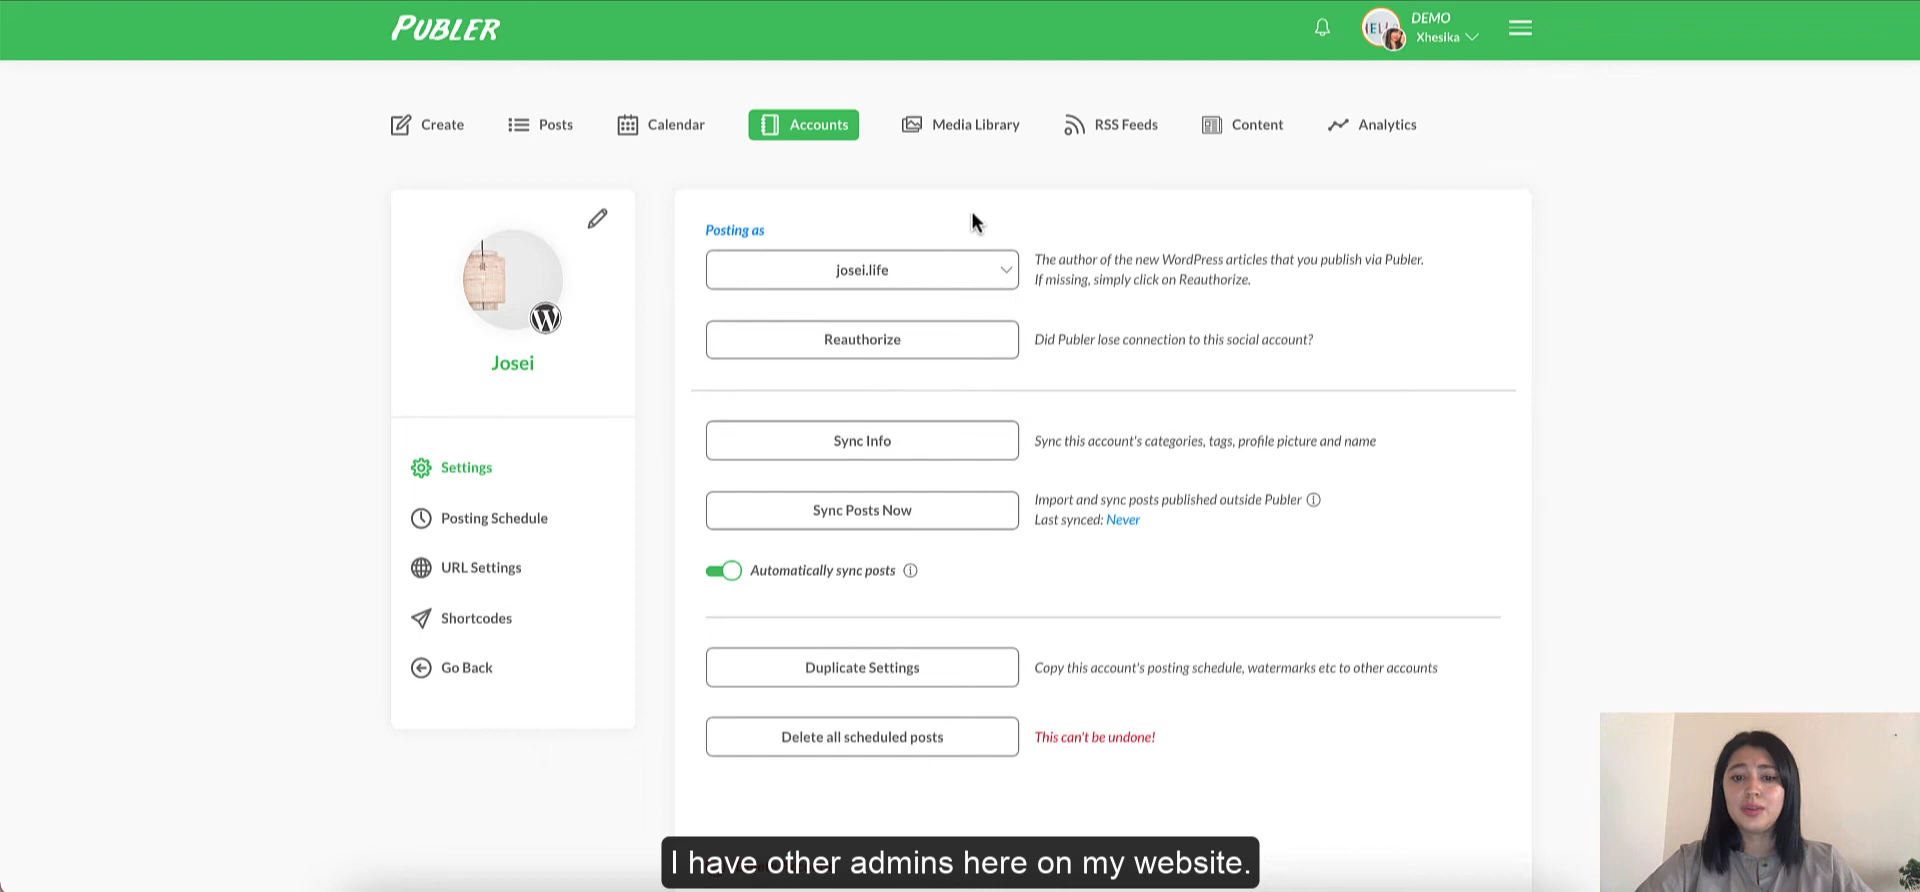 PUBLER
DEMO
Xhesika
Create
Posts
Calendar
Accounts
Media Library
RSS Feeds
Content
Analytics
Josei
Settings
Posting Schedule
URL Settings
Shortcodes
Go Back
Posting as
josei.life
The author of the new WordPress articles that you publish via Publer.
If missing, simply click on Reauthorize.
Reauthorize
Did Publer lose connection to this social account?
Sync Info
Sync this account's categories, tags, profile picture and name
Sync Posts Now
Import and sync posts published outside Publer
Last synced: Never
Automatically sync posts
Duplicate Settings
Copy this account's posting schedule, watermarks etc to other accounts
Delete all scheduled posts
This can't be undone!
I have other admins here on my website.